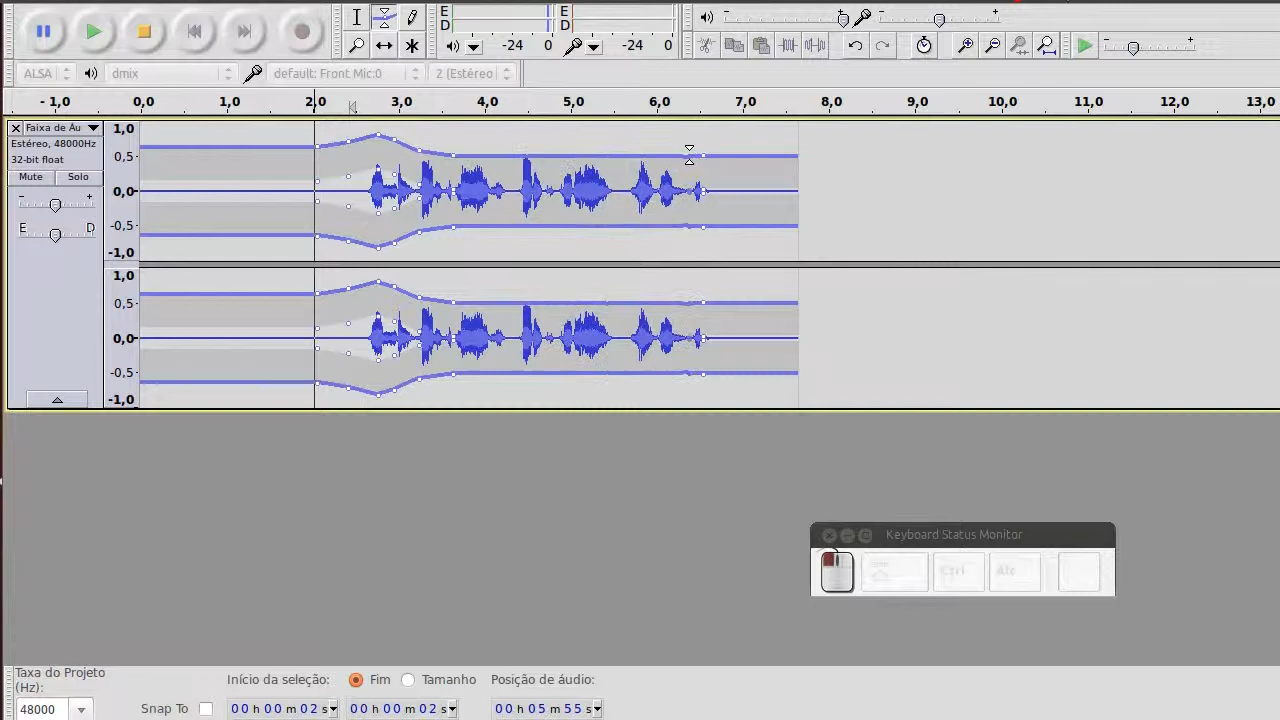 E
D
-24 0
E
D
-24 0
ALSA dmix default: Front Mic:0 2 (Estéreo
- 1,0 0,0 1,0 2,0 3,0 4,0 5,0 6,0 7,0 8,0 9,0 10,0 11,0 12,0 13,0
Faixa de Áu
Estéreo, 48000Hz
32-bit float
Mute Solo
- +
E D
1,0
0,5
0,0
-0,5
-1,0
1,0
0,5
0,0
-0,5
-1,0
Keyboard Status Monitor
Ctrl Alt
Taxa do Projeto
(Hz):
48000
Snap To
Início da seleção: Fim Tamanho Posição de áudio:
00 h 00 m 02 s 00 h 00 m 02 s 00 h 05 m 55 s